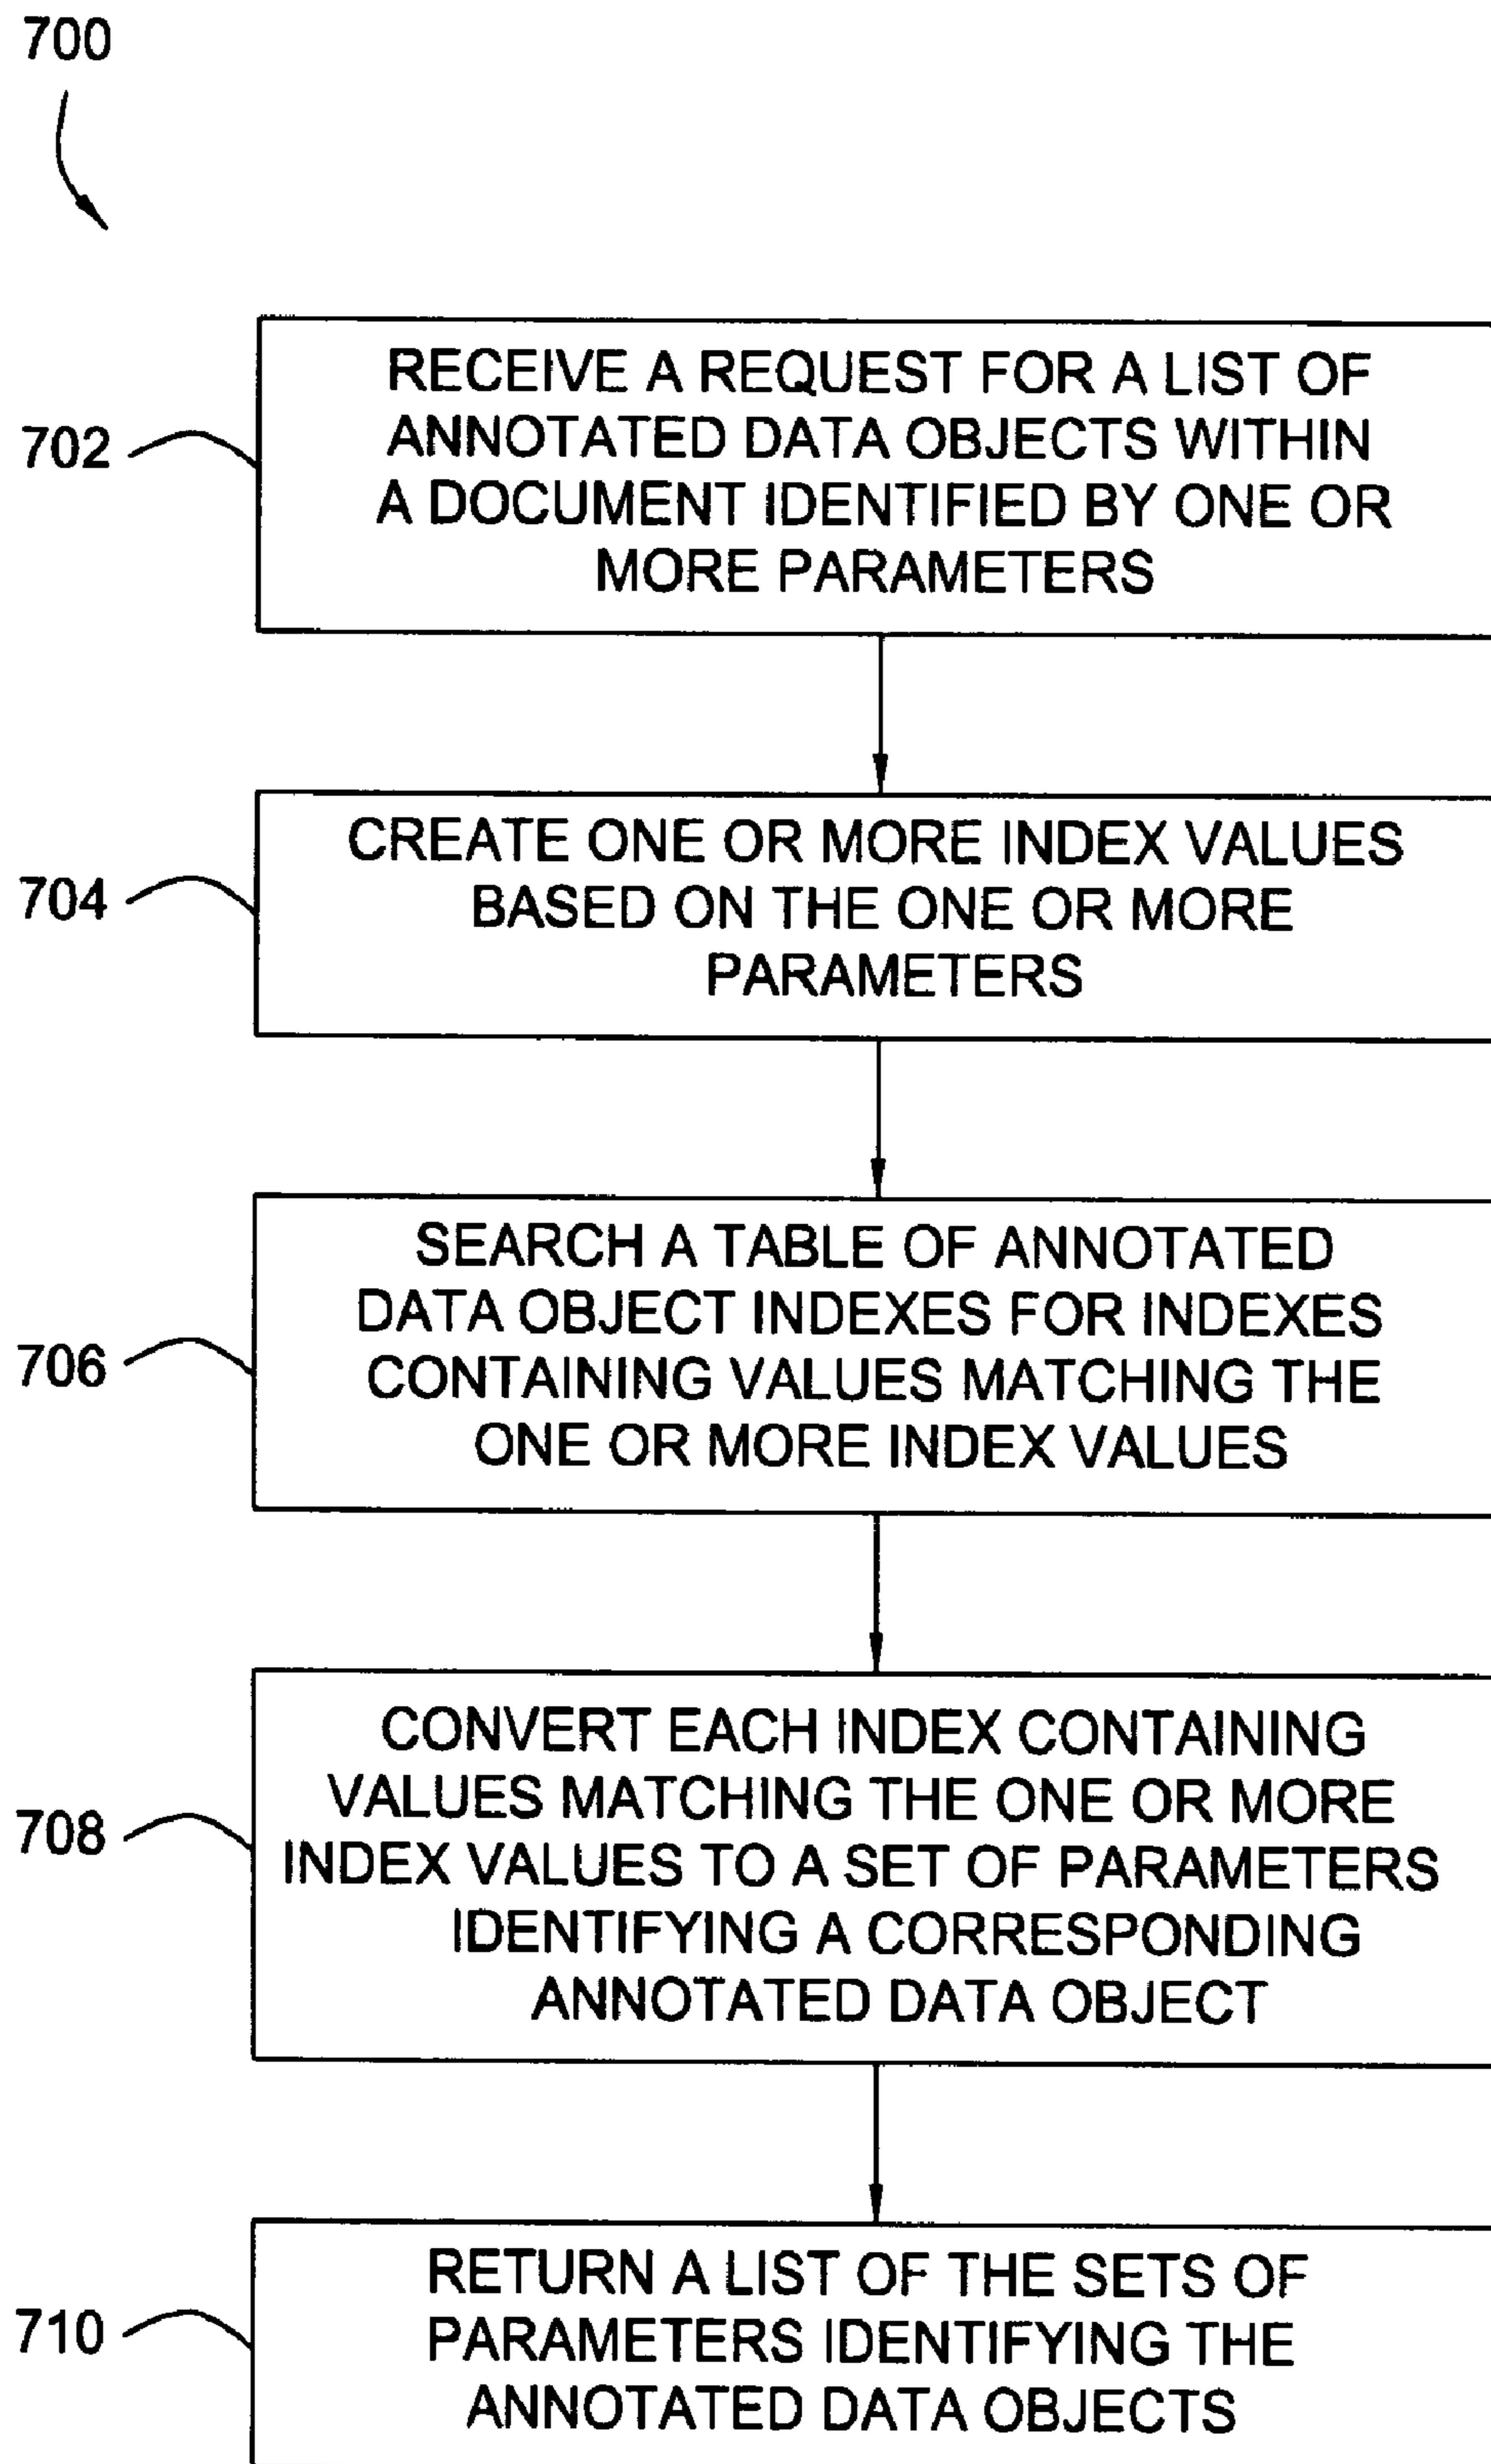 700
702
RECEIVE A REQUEST FOR A LIST OF
ANNOTATED DATA OBJECTS WITHIN
A DOCUMENT IDENTIFIED BY ONE OR
MORE PARAMETERS
704
CREATE ONE OR MORE INDEX VALUES
BASED ON THE ONE OR MORE
PARAMETERS
706
SEARCH A TABLE OF ANNOTATED
DATA OBJECT INDEXES FOR INDEXES
CONTAINING VALUES MATCHING THE
ONE OR MORE INDEX VALUES
708
CONVERT EACH INDEX CONTAINING
VALUES MATCHING THE ONE OR MORE
INDEX VALUES TO A SET OF PARAMETERS
IDENTIFYING A CORRESPONDING
ANNOTATED DATA OBJECT
710
RETURN A LIST OF THE SETS OF
PARAMETERS IDENTIFYING THE
ANNOTATED DATA OBJECTS